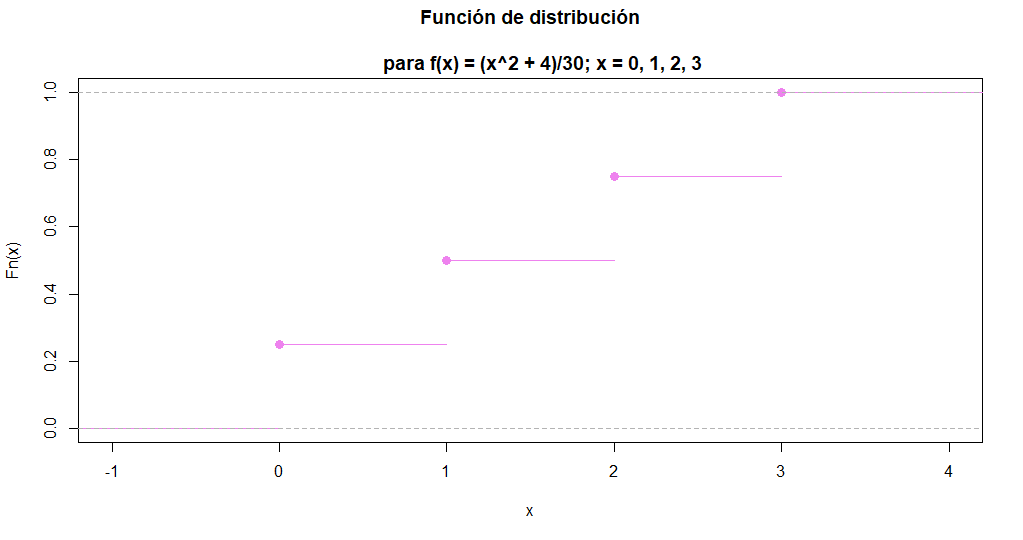 Función de distribución
para f(x) = (x^2 + 4)/30; x = 0, 1, 2, 3
Fn(x)
1.0
0.8
0.6
0.4
0.2
0.0
-1 0 1 2 3 4
x